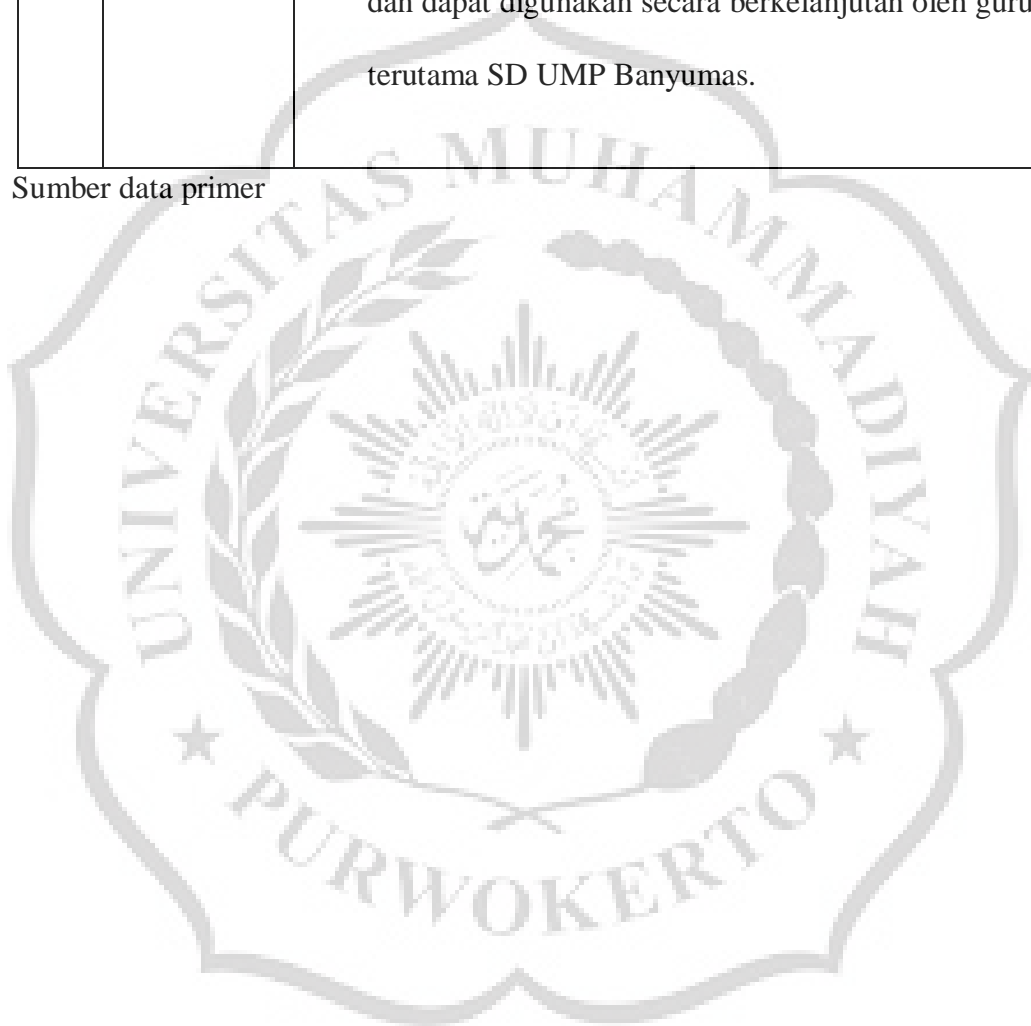 dan dapat digunakan secara berkelanjutan oleh guru
terutama SD UMP Banyumas.
Sumber data primer
UNIVERSITAS MUHAMMADIYAH
PURWOKERTO